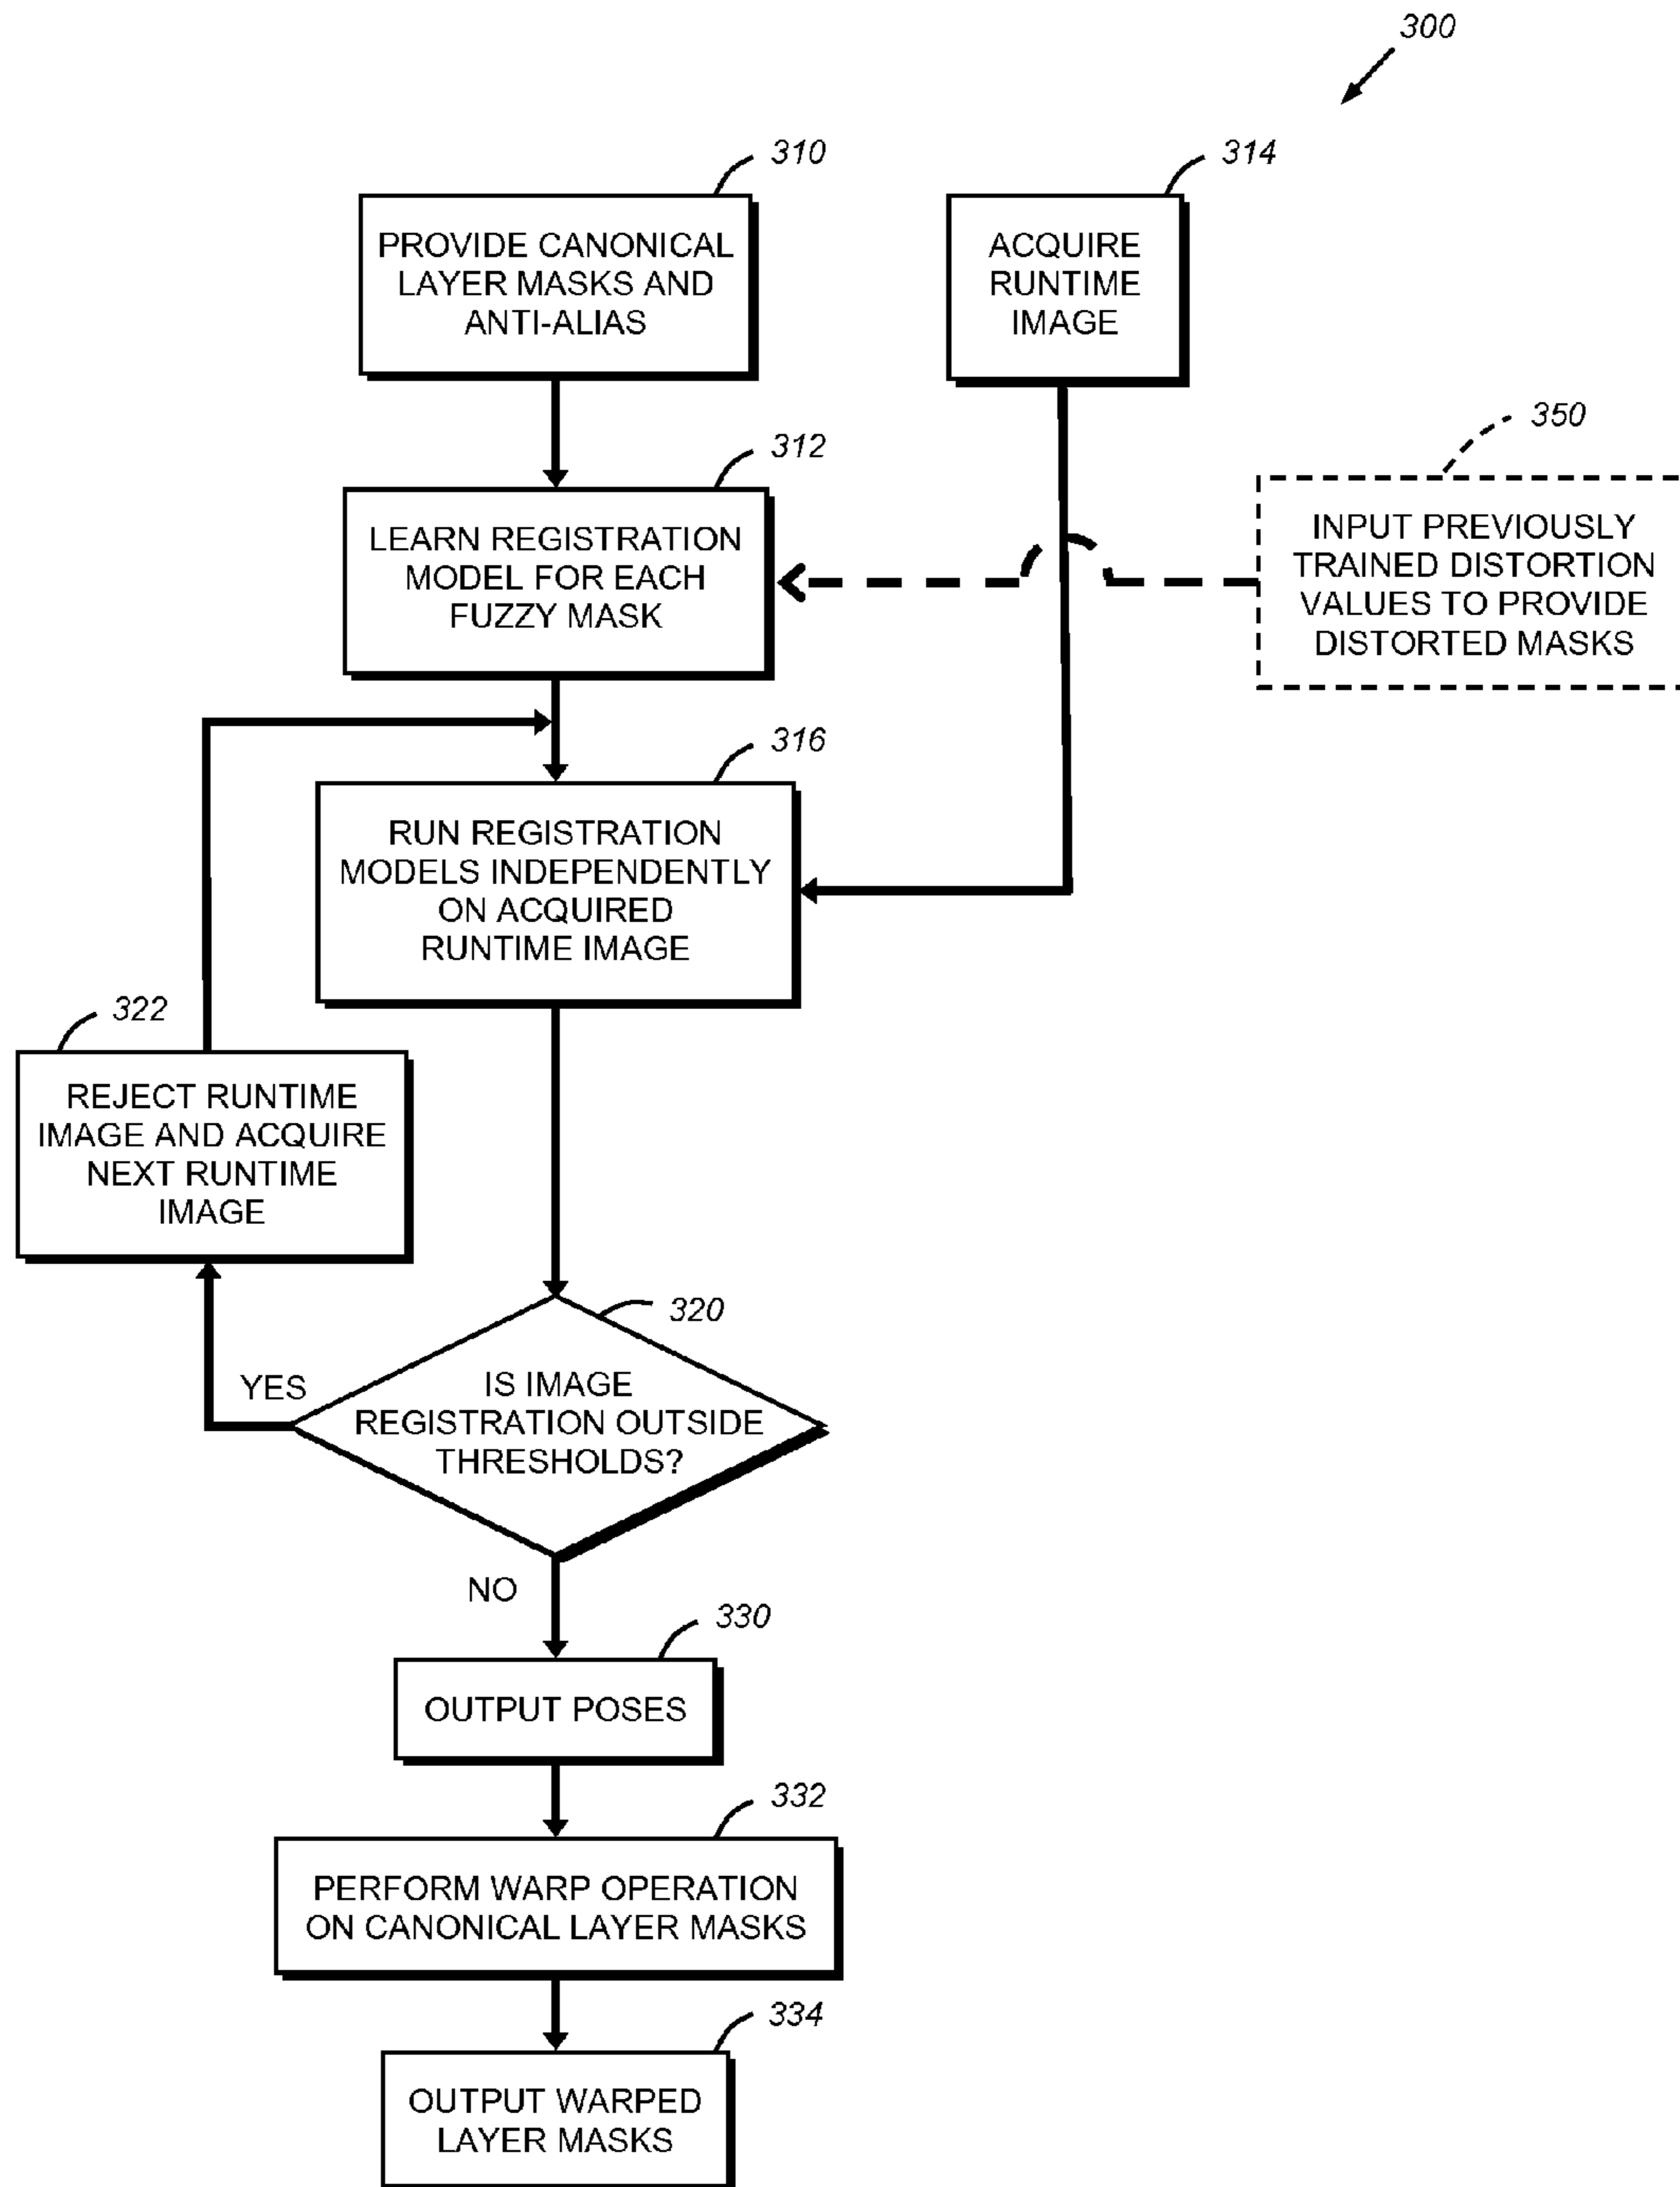 300
310
PROVIDE CANONICAL
LAYER MASKS AND
ANTI-ALIAS
314
ACQUIRE
RUNTIME
IMAGE
312
LEARN REGISTRATION
MODEL FOR EACH
FUZZY MASK
350
INPUT PREVIOUSLY
TRAINED DISTORTION
VALUES TO PROVIDE
DISTORTED MASKS
316
RUN REGISTRATION
MODELS INDEPENDENTLY
ON ACQUIRED
RUNTIME IMAGE
322
REJECT RUNTIME
IMAGE AND ACQUIRE
NEXT RUNTIME
IMAGE
320
YES
IS IMAGE
REGISTRATION OUTSIDE
THRESHOLDS?
NO
330
OUTPUT POSES
332
PERFORM WARP OPERATION
ON CANONICAL LAYER MASKS
334
OUTPUT WARPED
LAYER MASKS